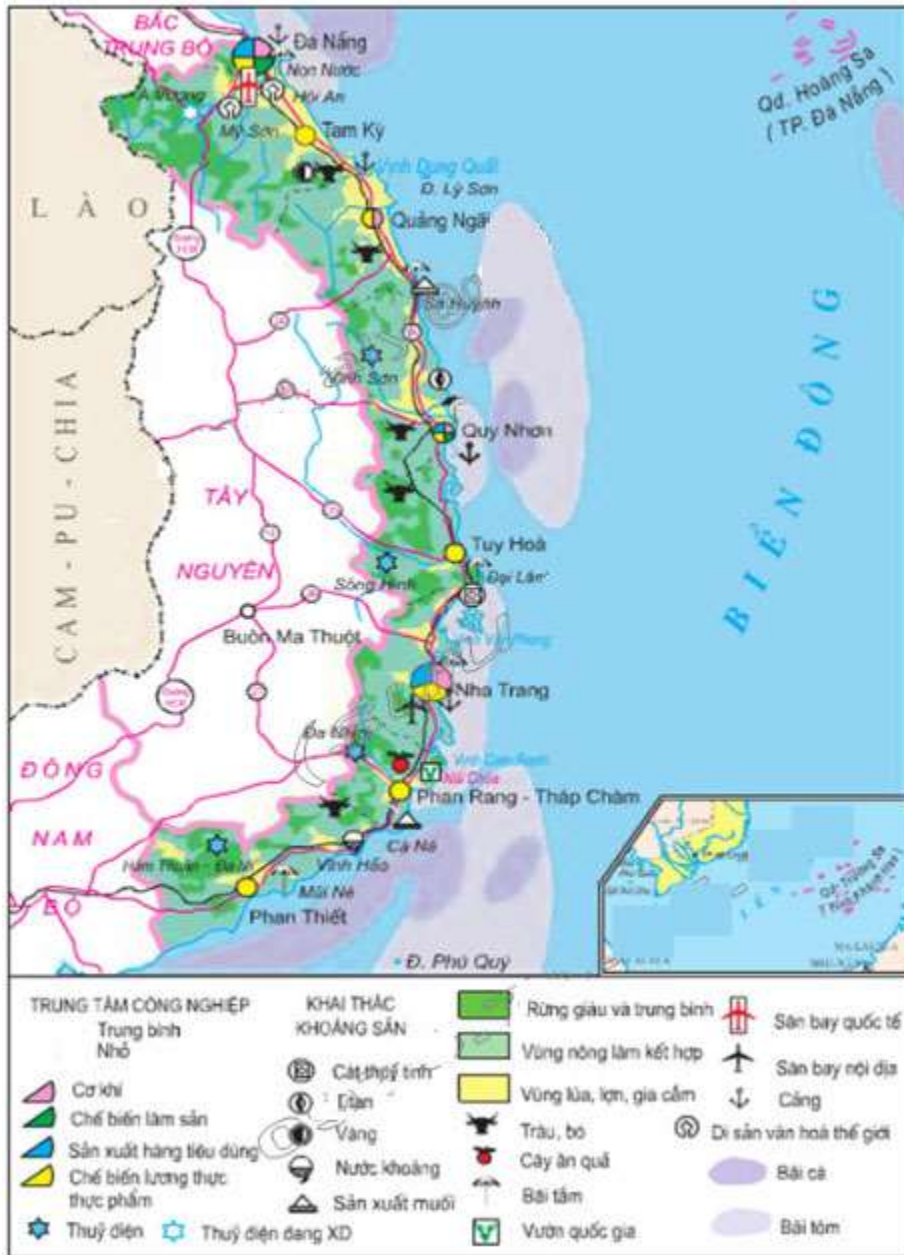 BẮC
TRUNG BỘ
Đà Nẵng
Non Nước
Hội An
Mỹ Sơn
Tam Kỳ
Qđ. Hoàng Sa
( TP. Đà Nẵng )
Vịnh Dung Quất
Đ. Lý Sơn
LÀO
Quảng Ngãi
Sa Huỳnh
Vĩnh Sơn
Quy Nhơn
BIỂN ĐÔNG
CAM-PU-CHIA
TÂY
NGUYÊN
Tuy Hoà
Sông Hinh
Buôn Ma Thuột
Nha Trang
Đa Nhim
Núi Chúa
ĐÔNG
NAM
BỘ
Phan Rang - Tháp Chàm
Cà Ná
Vĩnh Hảo
Mũi Né
Phan Thiết
Đ. Phú Quý
Qđ. Trường Sa
TRUNG TÂM CÔNG NGHIỆP
Trung bình
Nhỏ
Cơ khí
Chế biến lâm sản
Sản xuất hàng tiêu dùng
Chế biến lương thực
thực phẩm
Thuỷ điện
Thuỷ điện đang XD
KHAI THÁC
KHOÁNG SẢN
Cát thuỷ tinh
Titan
Vàng
Nước khoáng
Sản xuất muối
Rừng giàu và trung bình
Vùng nông lâm kết hợp
Vùng lúa, lợn, gia cầm
Trâu, bò
Cây ăn quả
Bãi tắm
Vườn quốc gia
Sân bay quốc tế
Sân bay nội địa
Cảng
Di sản văn hoá thế giới
Bãi cá
Bãi tôm